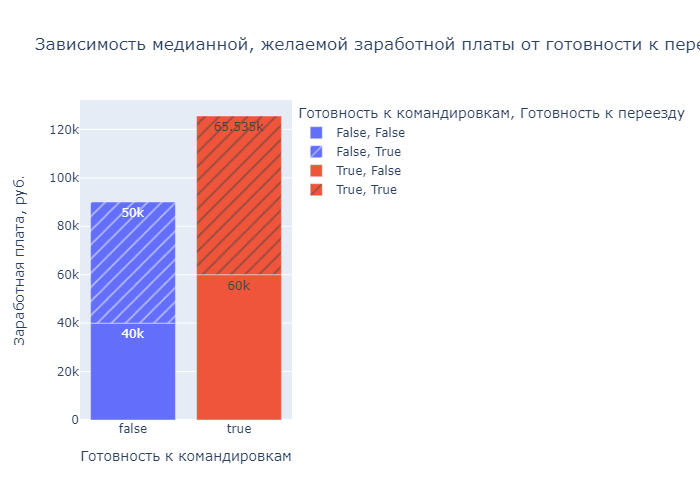 Зависимость медианной, желаемой заработной платы от готовности к
Готовность к командировкам, Готовность к переезду
False, False
False, True
True, False
True, True
Заработная плата, руб.
120k
100k
80k
60k
40k
20k
0
65.535k
50k
60k
40k
false
true
Готовность к командировкам